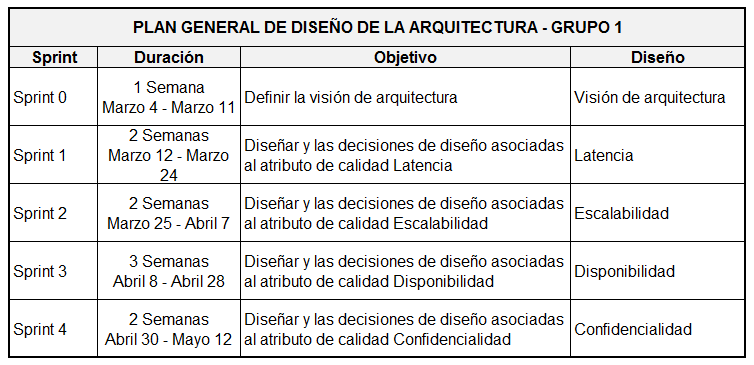 PLAN GENERAL DE DISEÑO DE LA ARQUITECTURA - GRUPO 1
Sprint Duración Objetivo Diseño
Sprint 0
1 Semana
Marzo 4 - Marzo 11
Definir la visión de arquitectura
Visión de arquitectura
Sprint 1
2 Semanas
Marzo 12 - Marzo
24
Diseñar y las decisiones de diseño asociadas
al atributo de calidad Latencia
Latencia
Sprint 2
2 Semanas
Marzo 25 - Abril 7
Diseñar y las decisiones de diseño asociadas
al atributo de calidad Escalabilidad
Escalabilidad
Sprint 3
3 Semanas
Abril 8 - Abril 28
Diseñar y las decisiones de diseño asociadas
al atributo de calidad Disponibilidad
Disponibilidad
Sprint 4
2 Semanas
Abril 30 - Mayo 12
Diseñar y las decisiones de diseño asociadas
al atributo de calidad Confidencialidad
Confidencialidad